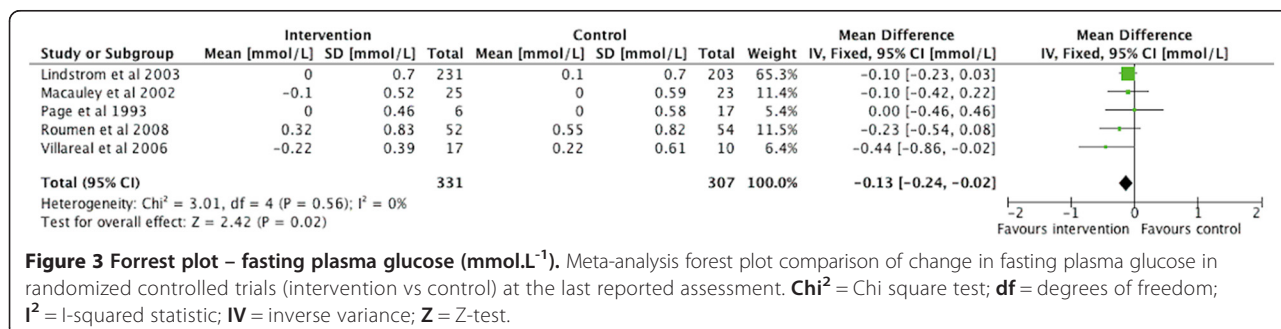 Intervention Control Mean Difference Mean Difference
Study or Subgroup Mean [mmol/L] SD [mmol/L] Total Mean [mmol/L] SD [mmol/L] Total Weight IV, Fixed, 95% CI [mmol/L] IV, Fixed, 95% CI [mmol/L]
Lindstrom et al 2003 0 0.7 231 0.1 0.7 203 65.3% -0.10 [-0.23, 0.03]
Macauley et al 2002 -0.1 0.52 25 0 0.59 23 11.4% -0.10 [-0.42, 0.22]
Page et al 1993 0 0.46 6 0 0.58 17 5.4% 0.00 [-0.46, 0.46]
Roumen et al 2008 0.32 0.83 52 0.55 0.82 54 11.5% -0.23 [-0.54, 0.08]
Villareal et al 2006 -0.22 0.39 17 0.22 0.61 10 6.4% -0.44 [-0.86, -0.02]
Total (95% CI) 331 307 100.0% -0.13 [-0.24, -0.02]
Heterogeneity: Chi² = 3.01, df = 4 (P = 0.56); I² = 0%
Test for overall effect: Z = 2.42 (P = 0.02)
-2 -1 0 1 2
Favours intervention Favours control
Figure 3 Forrest plot – fasting plasma glucose (mmol.L⁻¹). Meta-analysis forest plot comparison of change in fasting plasma glucose in
randomized controlled trials (intervention vs control) at the last reported assessment. Chi² = Chi square test; df = degrees of freedom;
I² = I-squared statistic; IV = inverse variance; Z = Z-test.